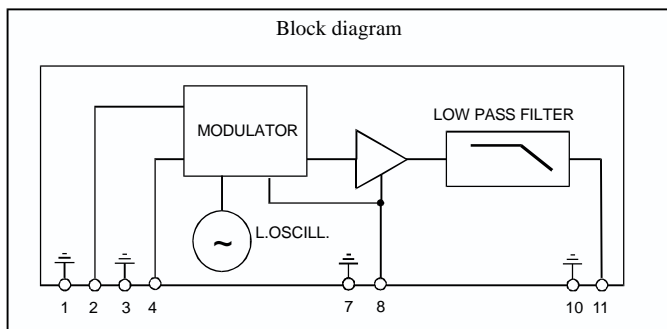 Block diagram
LOW PASS FILTER
MODULATOR
~
L.OSCILL.
1 2 3 4 7 8 10 11